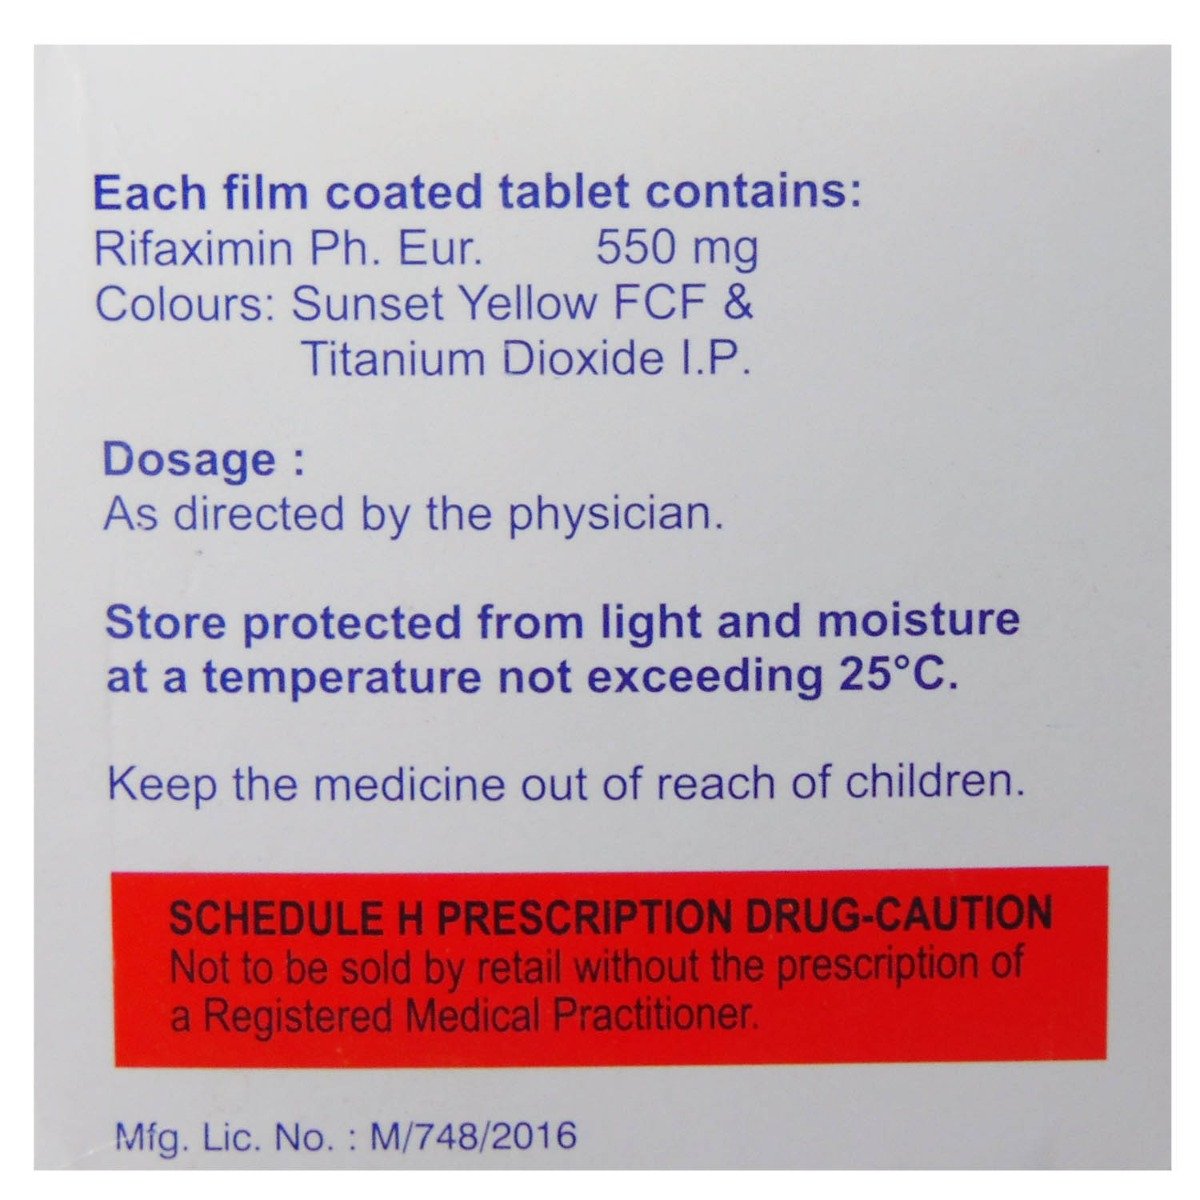 Each film coated tablet contains:
Rifaximin Ph. Eur. 550 mg
Colours: Sunset Yellow FCF &
Titanium Dioxide I.P.
Dosage :
As directed by the physician.
Store protected from light and moisture
at a temperature not exceeding 25°C.
Keep the medicine out of reach of children.
SCHEDULE H PRESCRIPTION DRUG-CAUTION
Not to be sold by retail without the prescription of
a Registered Medical Practitioner.
Mfg. Lic. No. : M/748/2016